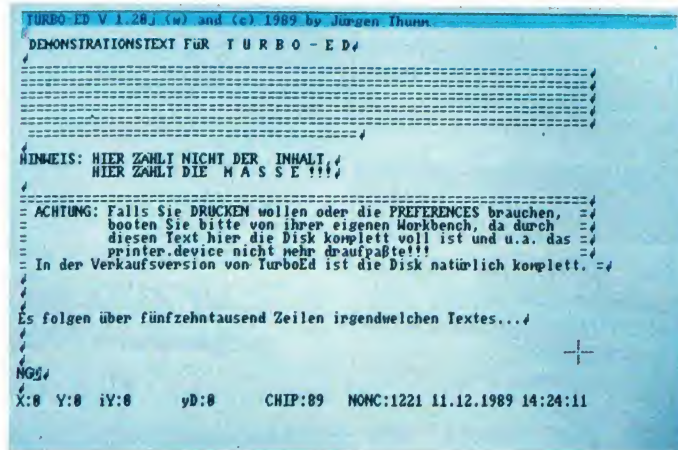 TURBO-ED V 1.28j (w) and (c) 1989 by Jürgen Thumm
DEMONSTRATIONSTEXT FüR T U R B O - E D
================================================================
================================================================
================================================================
================================================================
================================================================
================================================================
=====================================
HINWEIS: HIER ZÄHLT NICHT DER INHALT,
HIER ZÄHLT DIE M A S S E !!!
================================================================
= ACHTUNG: Falls Sie DRUCKEN wollen oder die PREFERENCES brauchen, =
= booten Sie bitte von ihrer eigenen Workbench, da durch =
= diesen Text hier die Disk komplett voll ist und u.a. das =
= printer.device nicht mehr draufpaßte!!! =
= In der Verkaufsversion von TurboEd ist die Disk natürlich komplett. =
Es folgen über fünfzehntausend Zeilen irgendwelchen Textes...
X:0 Y:0 iY:0 yD:0 CHIP:89 NONC:1221 11.12.1989 14:24:11